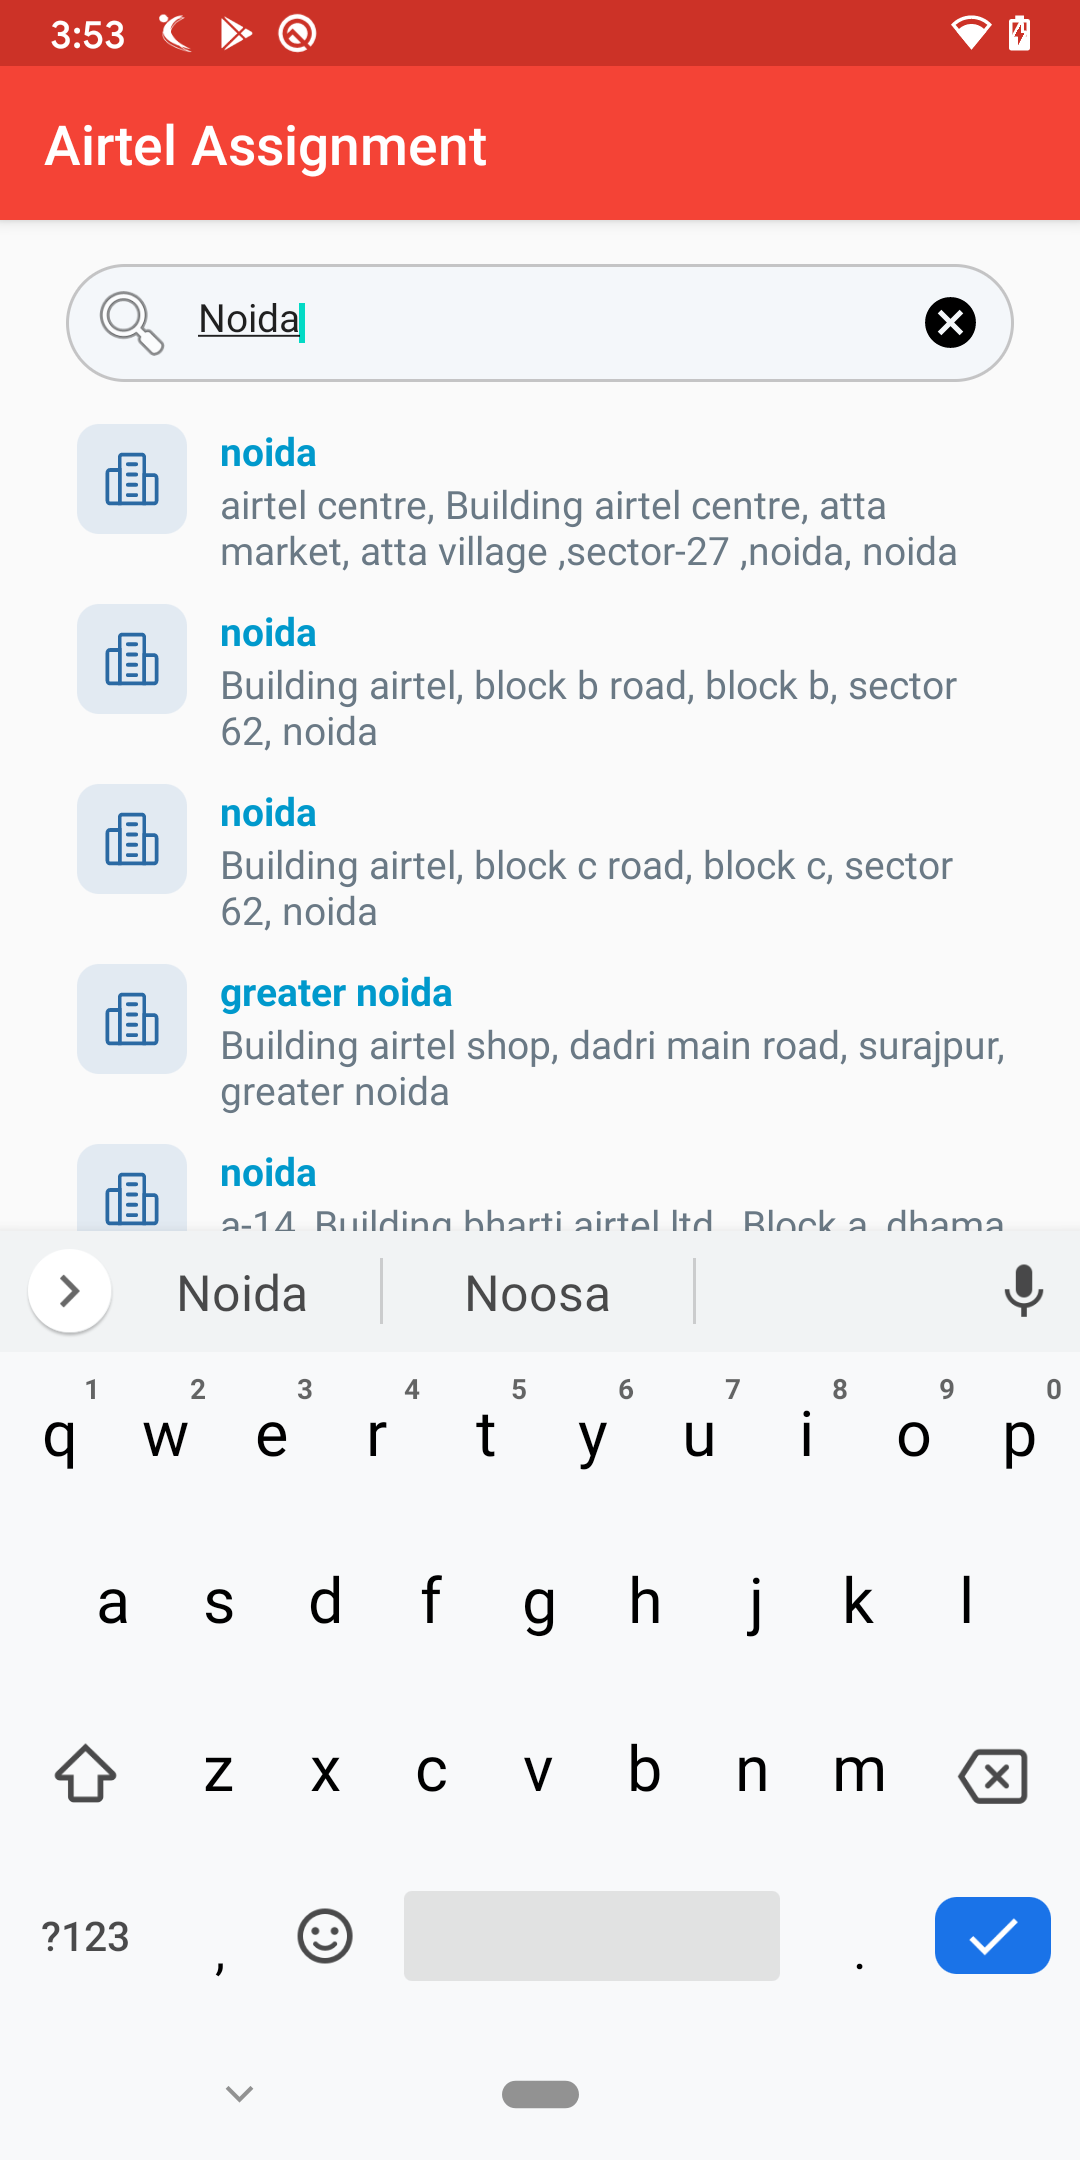 3:53
Airtel Assignment
Noida
noida
airtel centre, Building airtel centre, atta
market, atta village ,sector-27 ,noida, noida
noida
Building airtel, block b road, block b, sector
62, noida
noida
Building airtel, block c road, block c, sector
62, noida
greater noida
Building airtel shop, dadri main road, surajpur,
greater noida
noida
a-14, Building bharti airtel ltd., Block a, dhama
Noida Noosa
1 2 3 4 5 6 7 8 9 0
q w e r t y u i o p
a s d f g h j k l
z x c v b n m
?123 , .